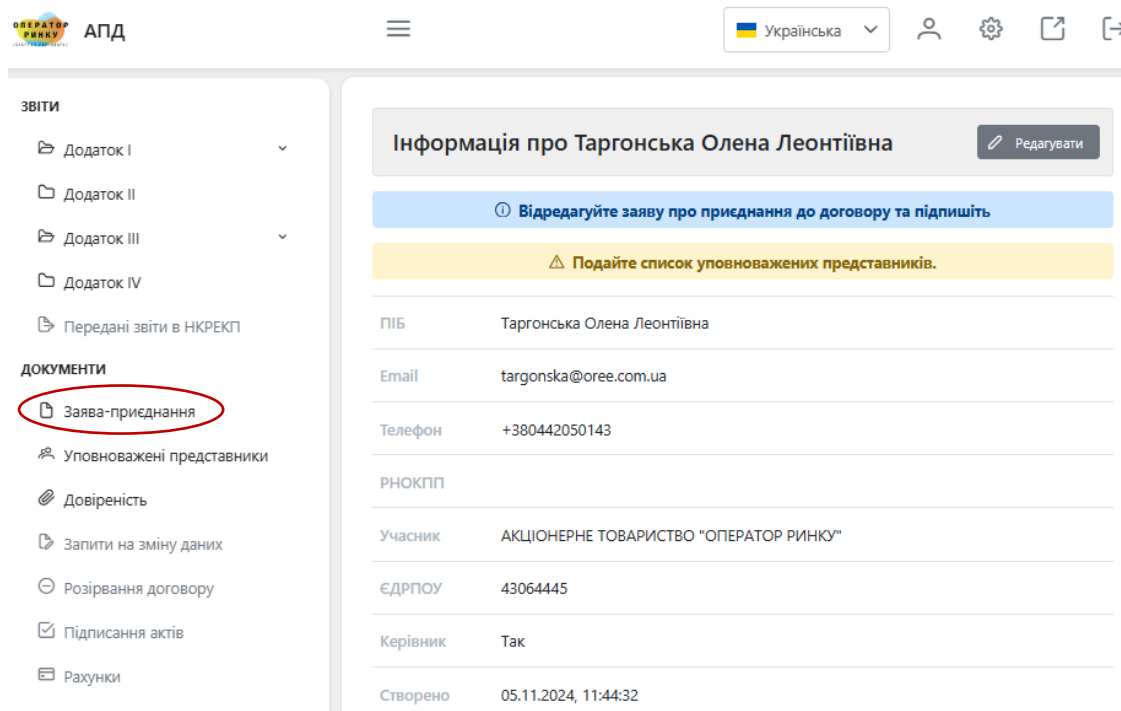 ОПЕРАТОР
РИНКУ
АПД
Українська
ЗВІТИ
Додаток I
Додаток II
Додаток III
Додаток IV
Передані звіти в НКРЕКП
ДОКУМЕНТИ
Заява-приєднання
Уповноважені представники
Довіреність
Запити на зміну даних
Розірвання договору
Підписання актів
Рахунки
Інформація про Таргонська Олена Леонтіївна
Редагувати
Відредагуйте заяву про приєднання до договору та підпишіть
Подайте список уповноважених представників.
ПІБ Таргонська Олена Леонтіївна
Email targonska@oree.com.ua
Телефон +380442050143
РНОКПП
Учасник АКЦІОНЕРНЕ ТОВАРИСТВО "ОПЕРАТОР РИНКУ"
ЄДРПОУ 43064445
Керівник Так
Створено 05.11.2024, 11:44:32